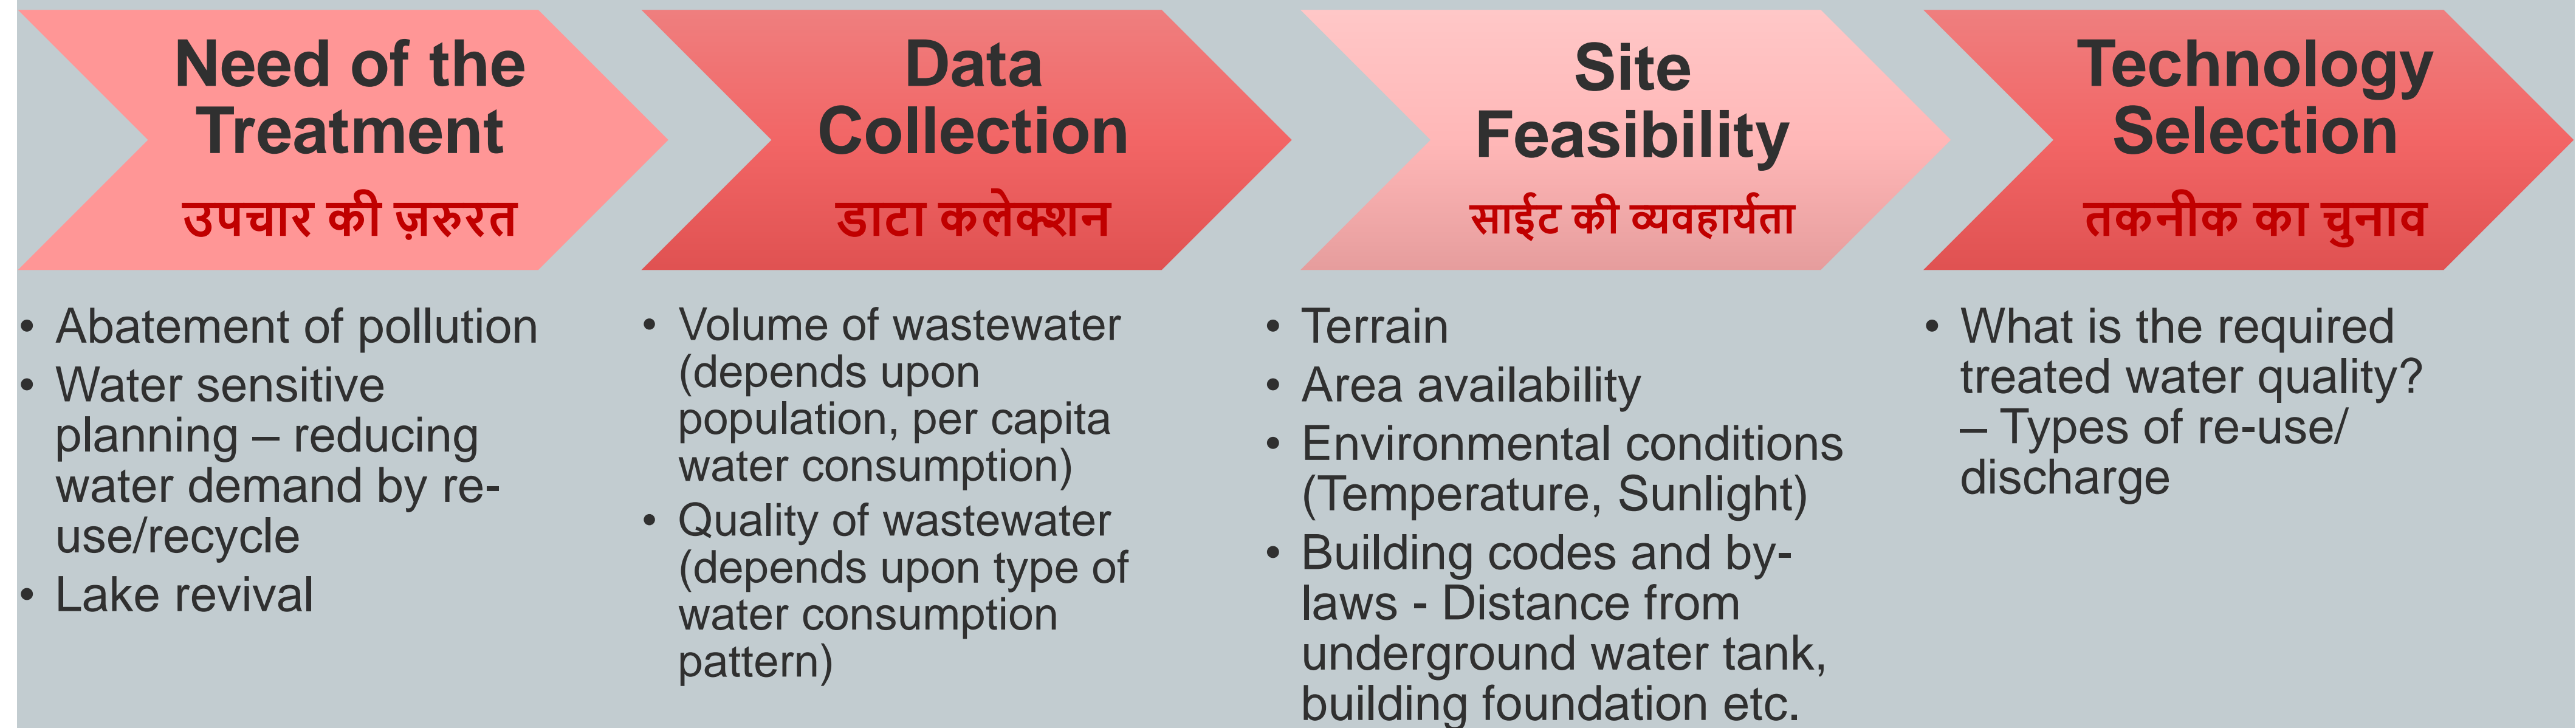 Need of the
Treatment
उपचार की ज़रुरत
• Abatement of pollution
• Water sensitive
planning – reducing
water demand by re-
use/recycle
• Lake revival
Data
Collection
डाटा कलेक्शन
• Volume of wastewater
(depends upon
population, per capita
water consumption)
• Quality of wastewater
(depends upon type of
water consumption
pattern)
Site
Feasibility
साईट की व्यवहार्यता
• Terrain
• Area availability
• Environmental conditions
(Temperature, Sunlight)
• Building codes and by-
laws - Distance from
underground water tank,
building foundation etc.
Technology
Selection
तकनीक का चुनाव
• What is the required
treated water quality?
– Types of re-use/
discharge